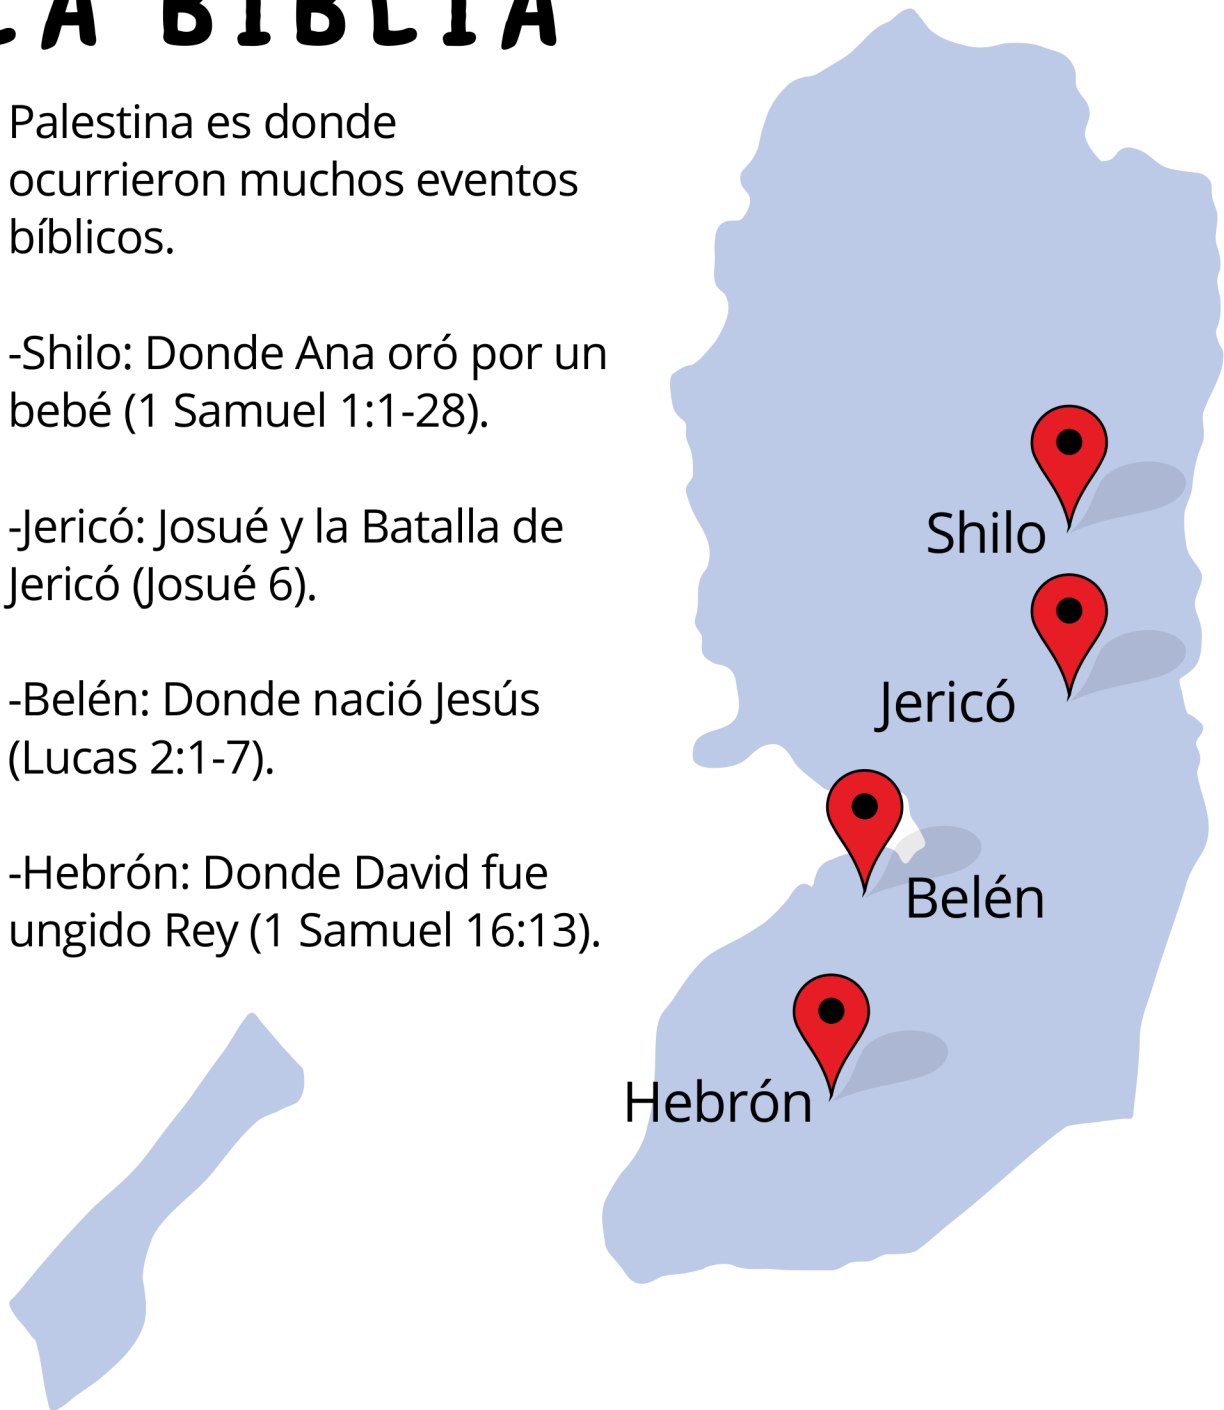 LA BIBLIA
Palestina es donde
ocurrieron muchos eventos
bíblicos.
-Shilo: Donde Ana oró por un
bebé (1 Samuel 1:1-28).
-Jericó: Josué y la Batalla de
Jericó (Josué 6).
-Belén: Donde nació Jesús
(Lucas 2:1-7).
-Hebrón: Donde David fue
ungido Rey (1 Samuel 16:13).
Shilo
Jericó
Belén
Hebrón